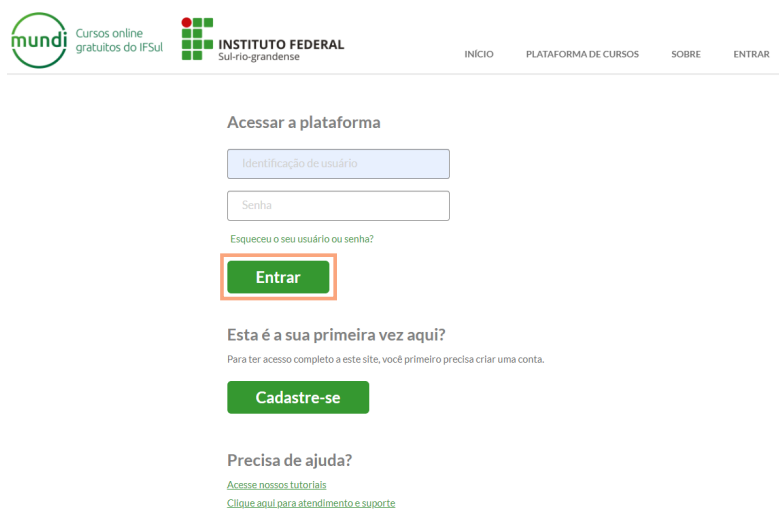 mundi
Cursos online
gratuitos do IFSul
INSTITUTO FEDERAL
Sul-rio-grandense
INÍCIO
PLATAFORMA DE CURSOS
SOBRE
ENTRAR
Acessar a plataforma
Identificação de usuário
Senha
Esqueceu o seu usuário ou senha?
Entrar
Esta é a sua primeira vez aqui?
Para ter acesso completo a este site, você primeiro precisa criar uma conta.
Cadastre-se
Precisa de ajuda?
Acesse nossos tutoriais
Clique aqui para atendimento e suporte